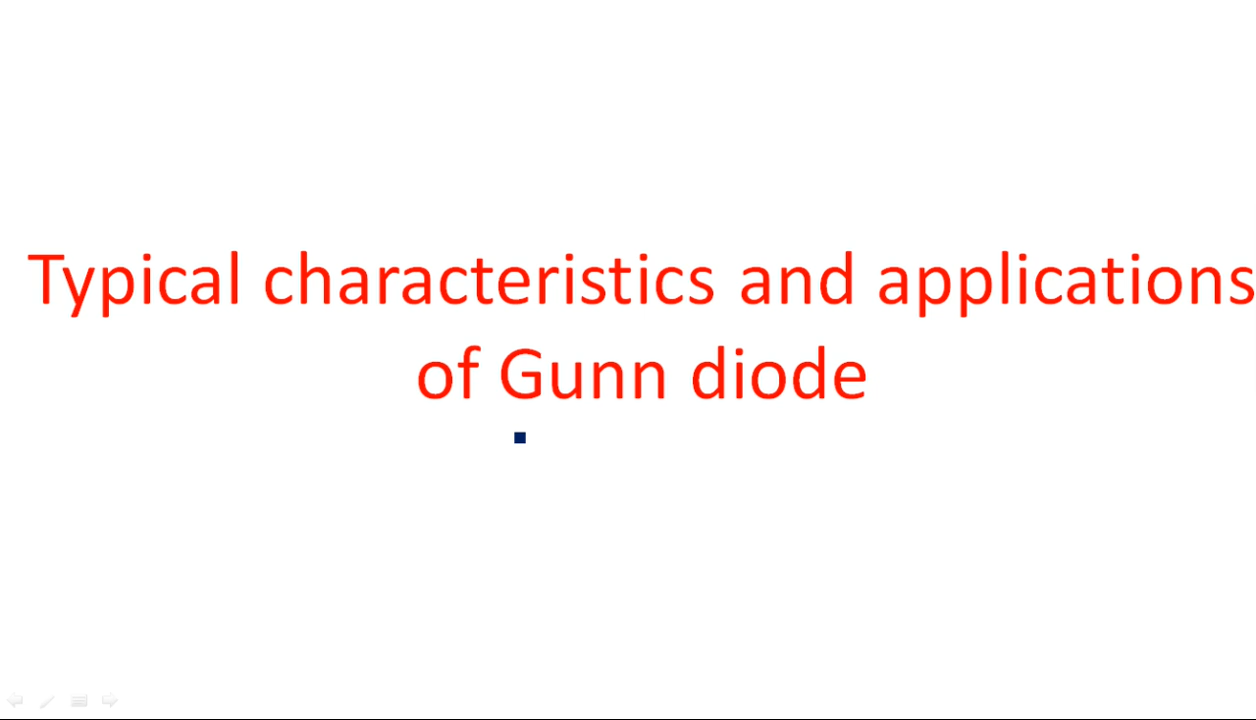 Typical characteristics and applications
of Gunn diode